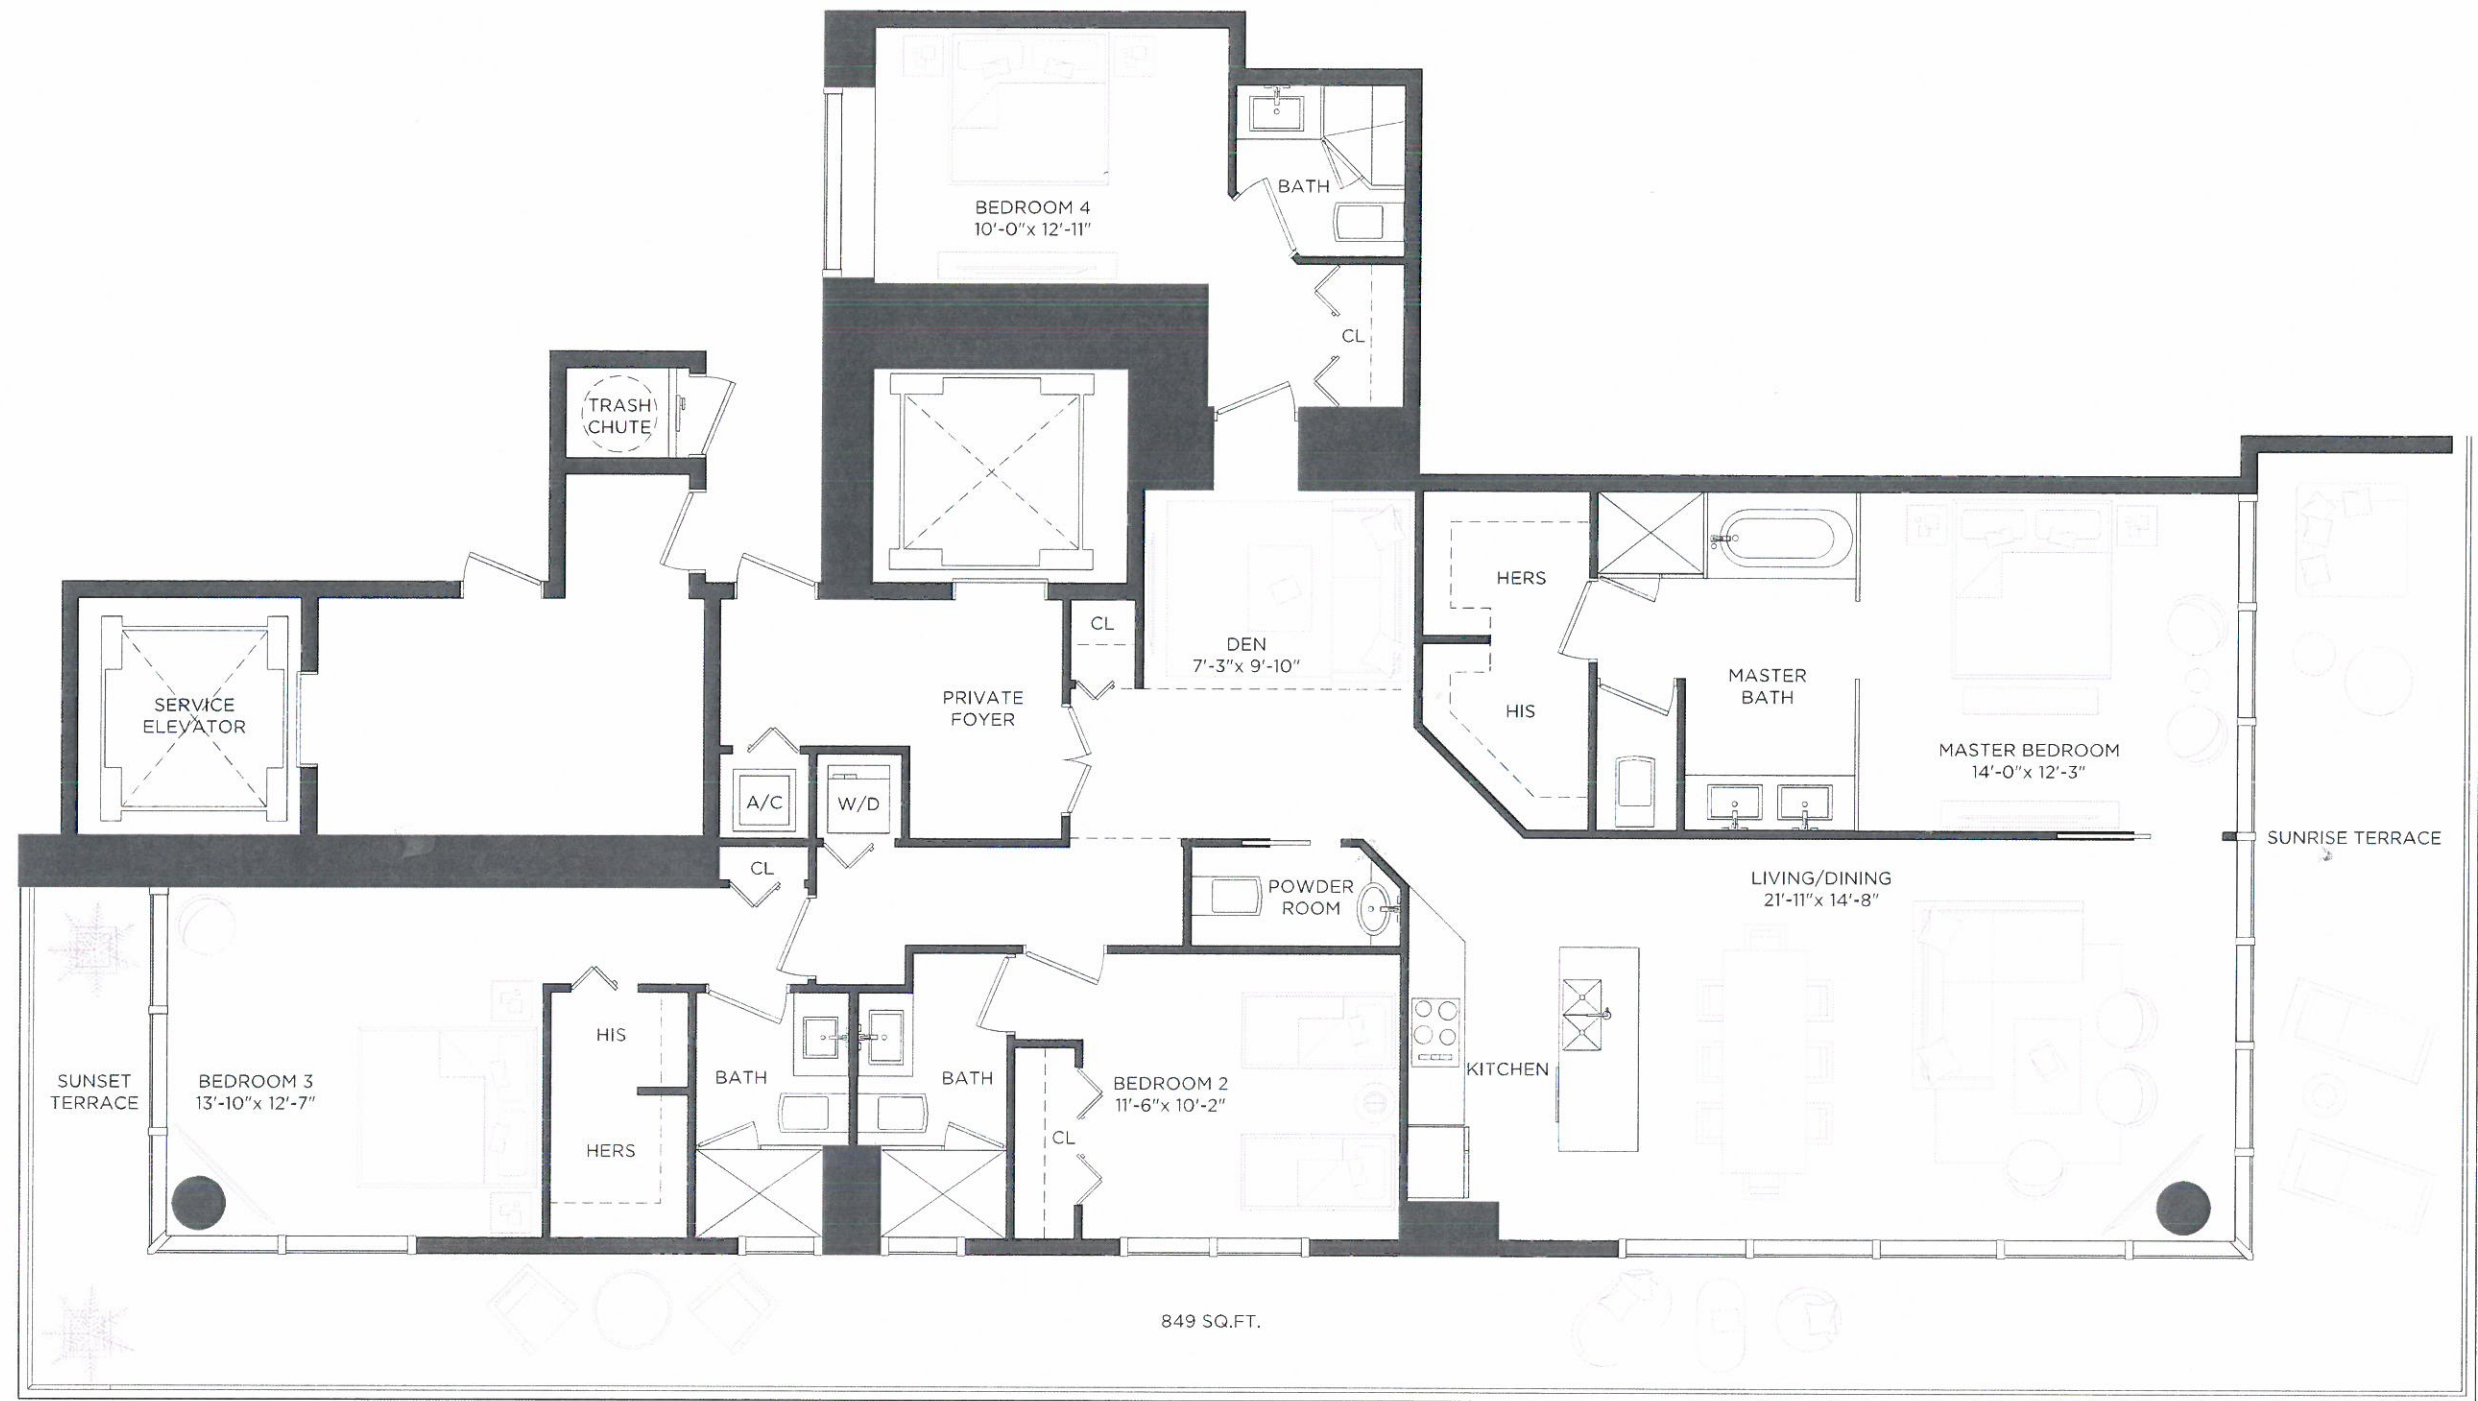 BEDROOM 4
10'-0"x 12'-11"
BATH
CL
TRASH
CHUTE
HERS
HIS
MASTER
BATH
MASTER BEDROOM
14'-0"x 12'-3"
SUNRISE TERRACE
DEN
7'-3"x 9'-10"
CL
PRIVATE
FOYER
SERVICE
ELEVATOR
A/C
W/D
CL
POWDER
ROOM
LIVING/DINING
21'-11"x 14'-8"
KITCHEN
SUNSET
TERRACE
BEDROOM 3
13'-10"x 12'-7"
HIS
HERS
BATH
BATH
CL
BEDROOM 2
11'-6"x 10'-2"
849 SQ.FT.